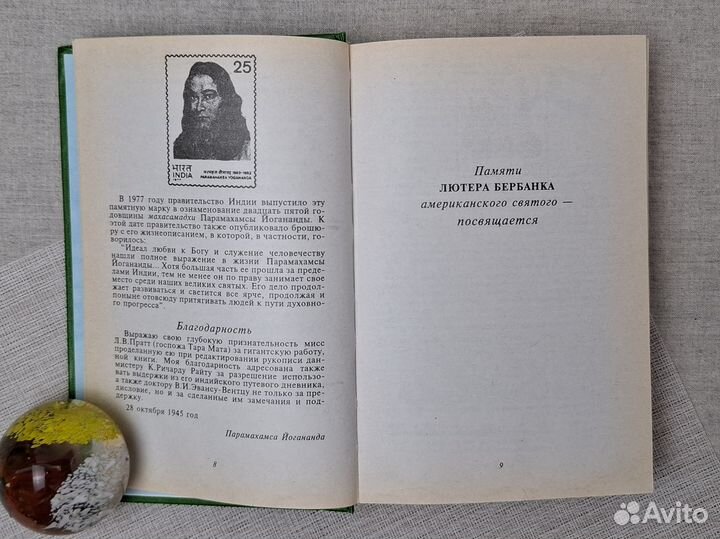 25
भारत
INDIA
PARAMAHANSA YOGANANDA
В 1977 году правительство Индии выпустило эту
памятную марку в ознаменование двадцать пятой го-
довщины махасамадхи Парамахамсы Йогананды. К
этой дате правительство также опубликовало брошю-
ру с его жизнеописанием, в которой, в частности, го-
ворилось:
"Идеал любви к Богу и служение человечеству
нашли полное выражение в жизни Парамахамсы
Йогананды... Хотя большая часть ее прошла за преде-
лами Индии, тем не менее он по праву занимает свое
место среди наших великих святых. Его дело продол-
жает развиваться и светится все ярче, продолжая и
поныне отовсюду притягивать людей к пути духовно-
го прогресса".
Благодарность
Выражаю свою глубокую признательность мисс
Л.В.Пратт (госпожа Тара Мата) за гигантскую работу,
проделанную ею при редактировании рукописи дан-
ной книги. Моя благодарность адресована также
мистеру К.Ричарду Райту за разрешение использо-
вать выдержки из его индийского путевого дневника,
а также доктору В.И.Эвансу-Вентцу не только за пре-
дисловие, но и за сделанные им замечания и под-
держку.
28 октября 1945 год
Парамахамса Йогананда
8
Памяти
ЛЮТЕРА БЕРБАНКА
американского святого —
посвящается
9
Avito